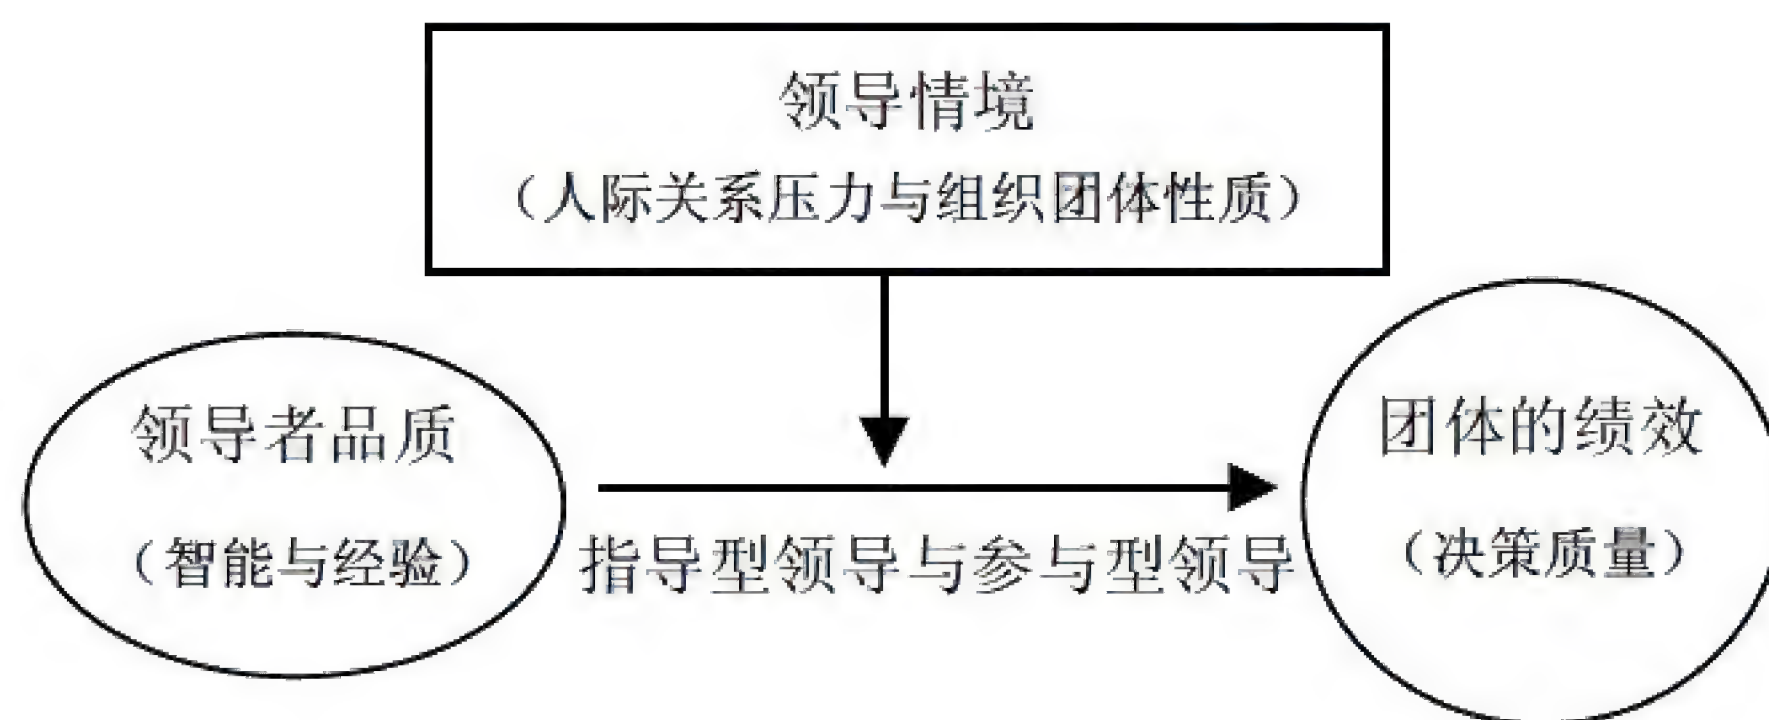 领导情境
（人际关系压力与组织团体性质）
领导者品质
（智能与经验）
指导型领导与参与型领导
团体的绩效
（决策质量）